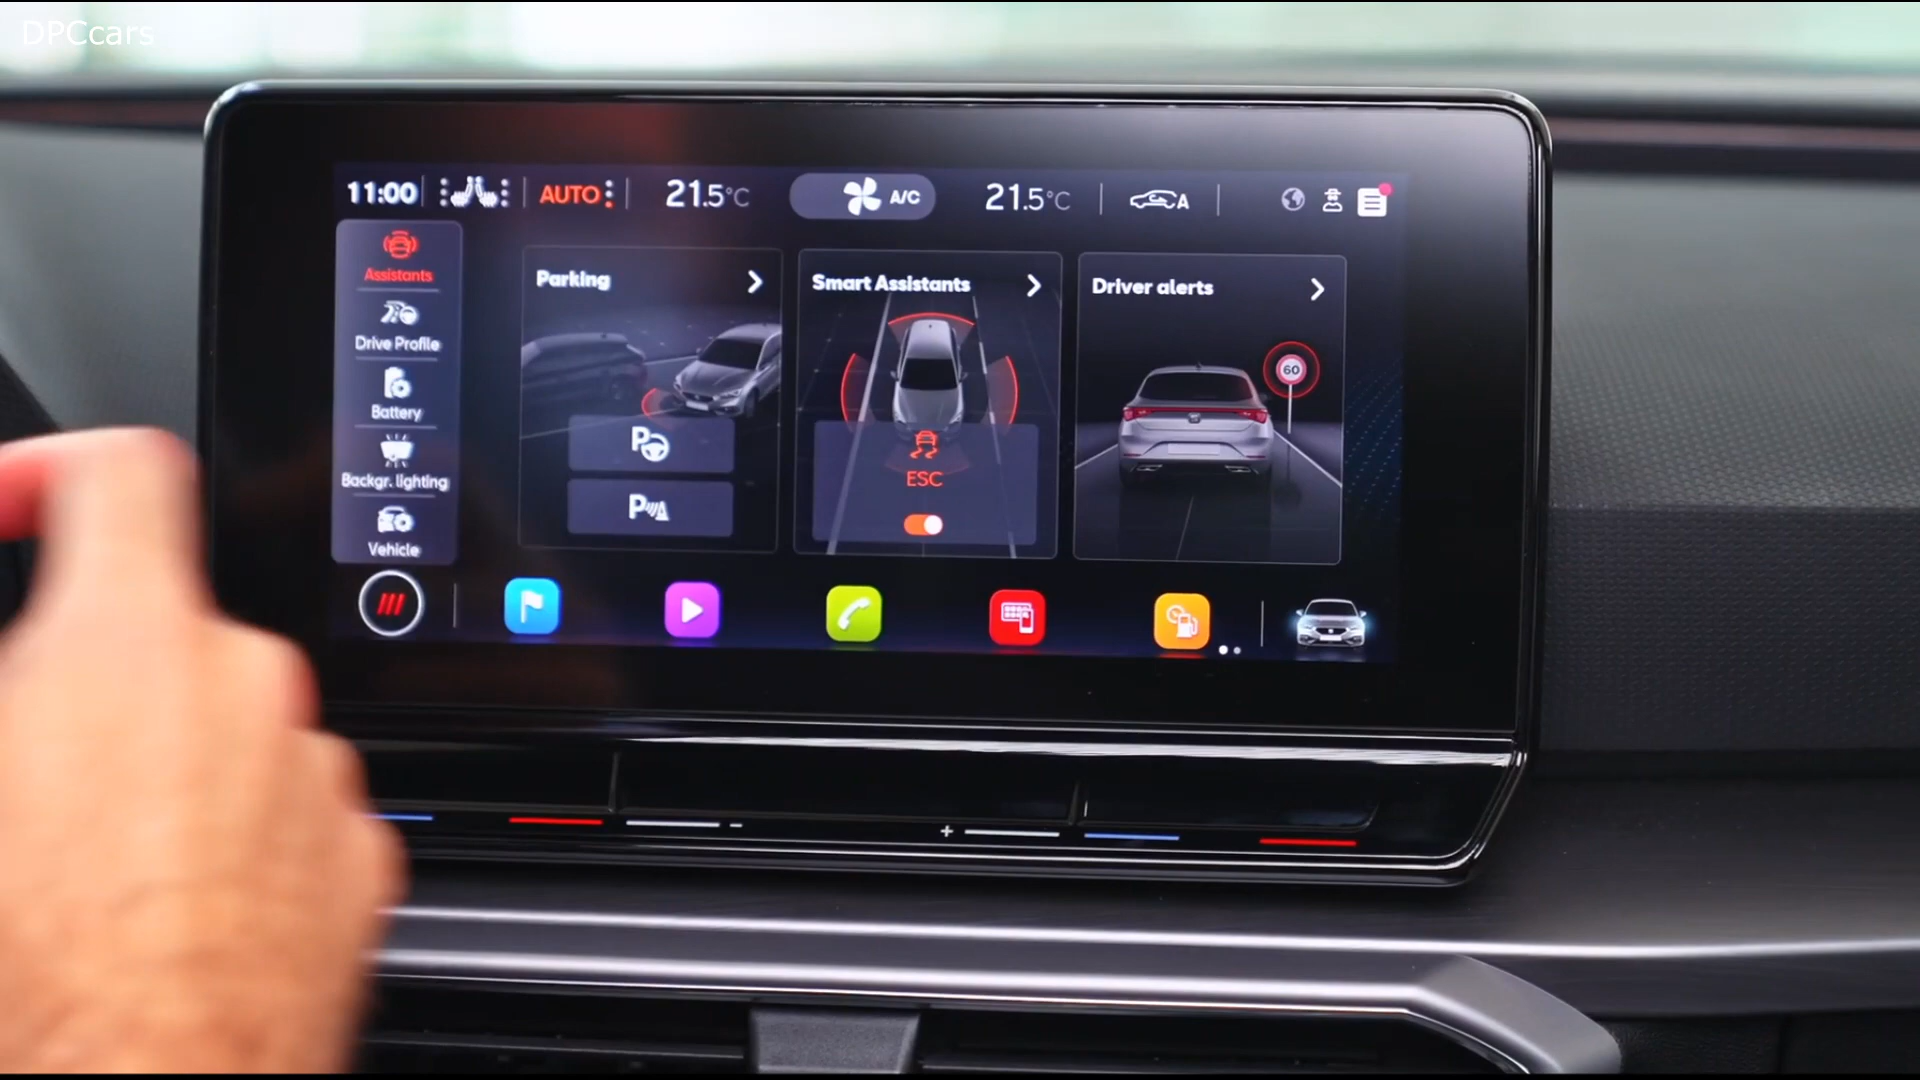 DPCcars
11:00 AUTO 21.5°C A/C 21.5°C A
Assistants
Drive Profile
Battery
Backgr. lighting
Vehicle
Parking
P
P
Smart Assistants
ESC
Driver alerts
60
- +